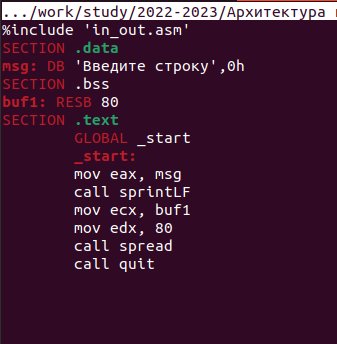 .../work/study/2022-2023/Архитектура
%include 'in_out.asm'
SECTION .data
msg: DB 'Введите строку',0h
SECTION .bss
buf1: RESB 80
SECTION .text
GLOBAL _start
_start:
mov eax, msg
call sprintLF
mov ecx, buf1
mov edx, 80
call spread
call quit